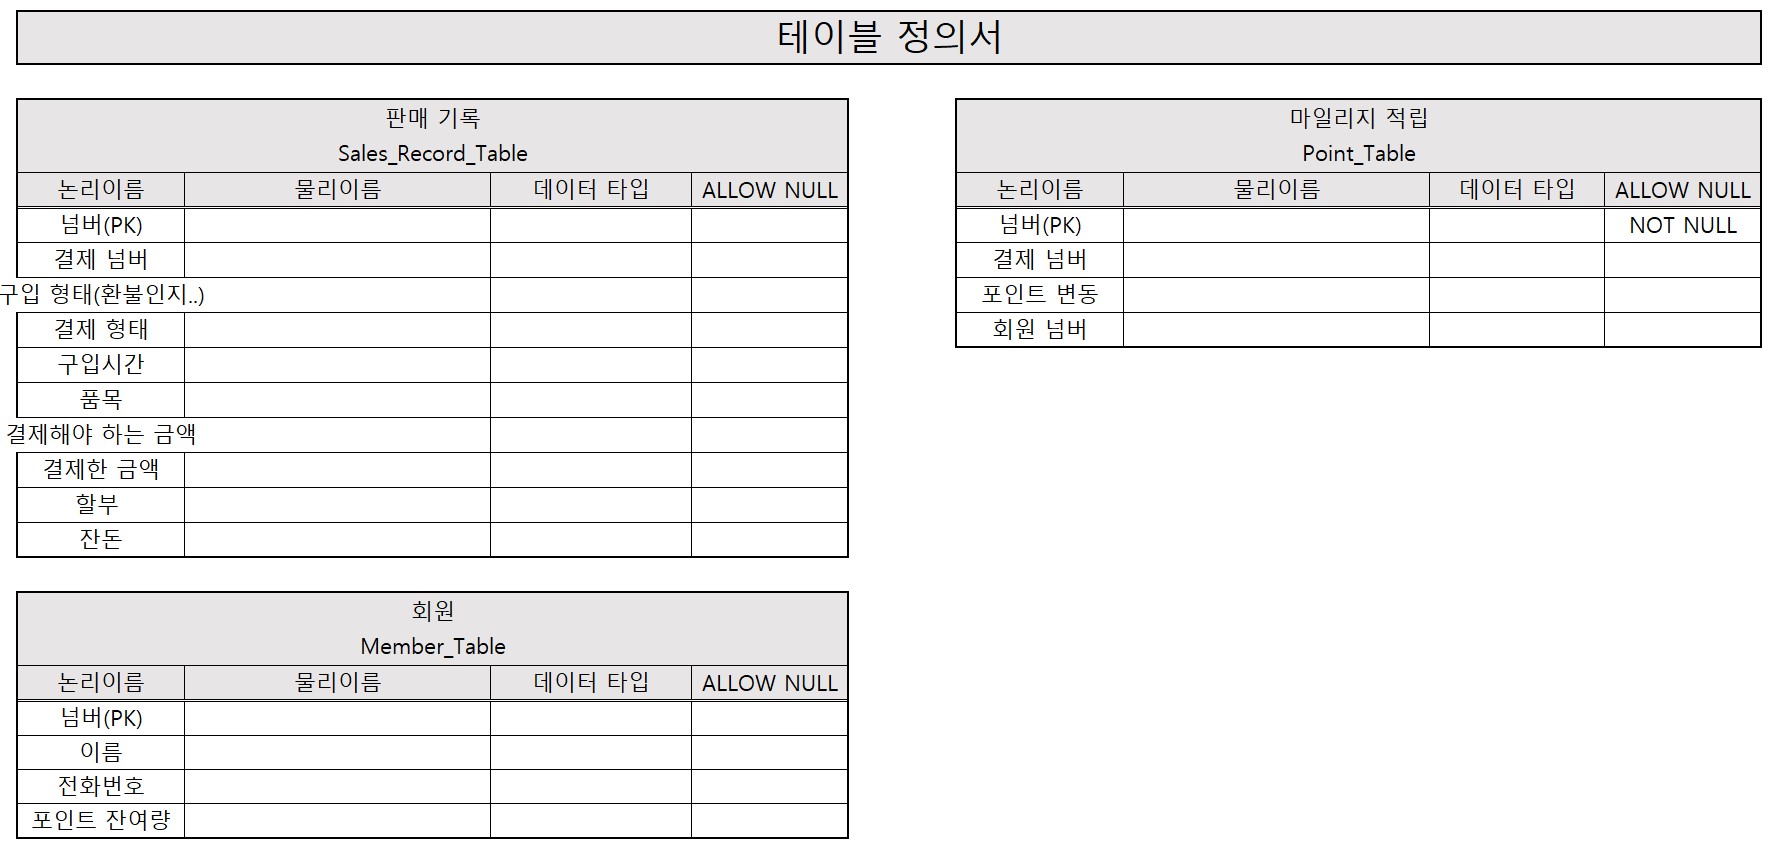 테이블 정의서
판매 기록
Sales_Record_Table
논리이름 물리이름 데이터 타입 ALLOW NULL
넘버(PK)
결제 넘버
구입 형태(환불인지..)
결제 형태
구입시간
품목
결제해야 하는 금액
결제한 금액
할부
잔돈
마일리지 적립
Point_Table
논리이름 물리이름 데이터 타입 ALLOW NULL
넘버(PK) NOT NULL
결제 넘버
포인트 변동
회원 넘버
회원
Member_Table
논리이름 물리이름 데이터 타입 ALLOW NULL
넘버(PK)
이름
전화번호
포인트 잔여량